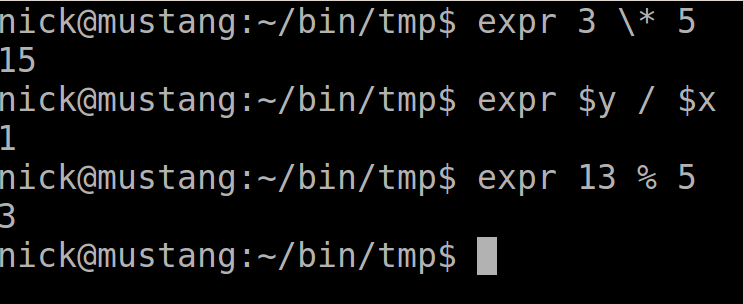 nick@mustang:~/bin/tmp$ expr 3 \* 5
15
nick@mustang:~/bin/tmp$ expr $y / $x
1
nick@mustang:~/bin/tmp$ expr 13 % 5
3
nick@mustang:~/bin/tmp$